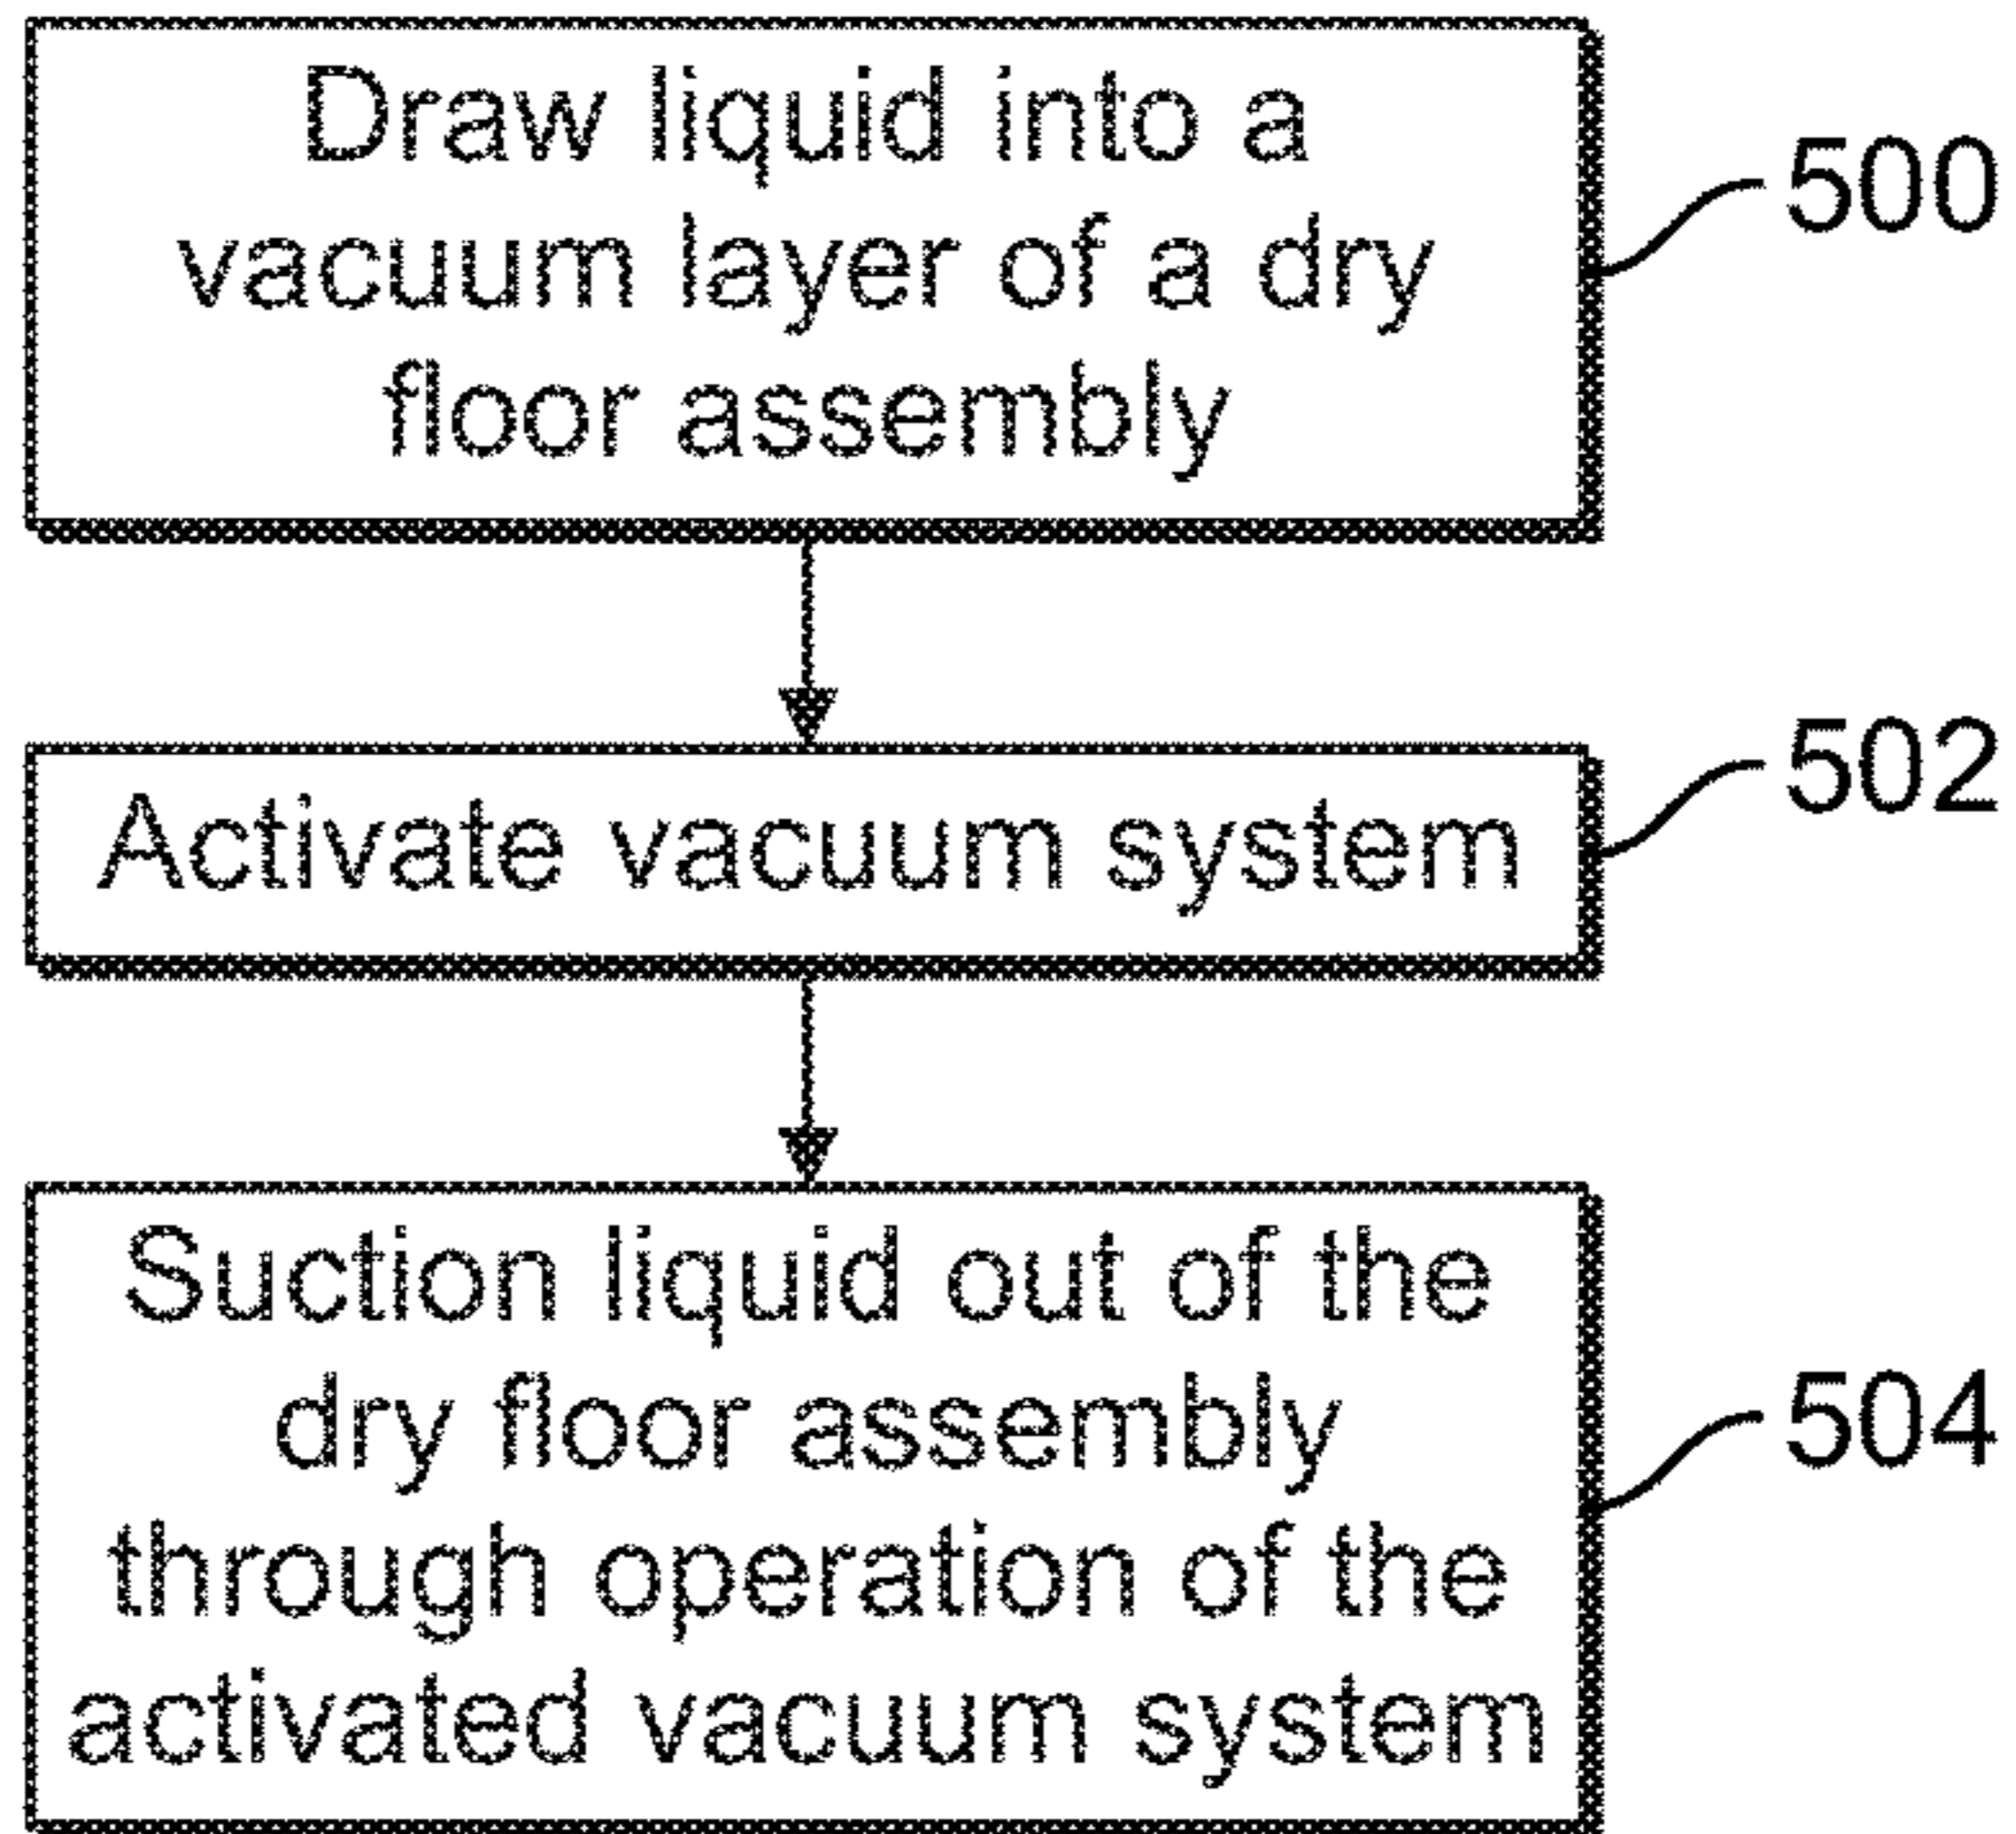 Draw liquid into a
vacuum layer of a dry
floor assembly
500
Activate vacuum system
502
Suction liquid out of the
dry floor assembly
through operation of the
activated vacuum system
504